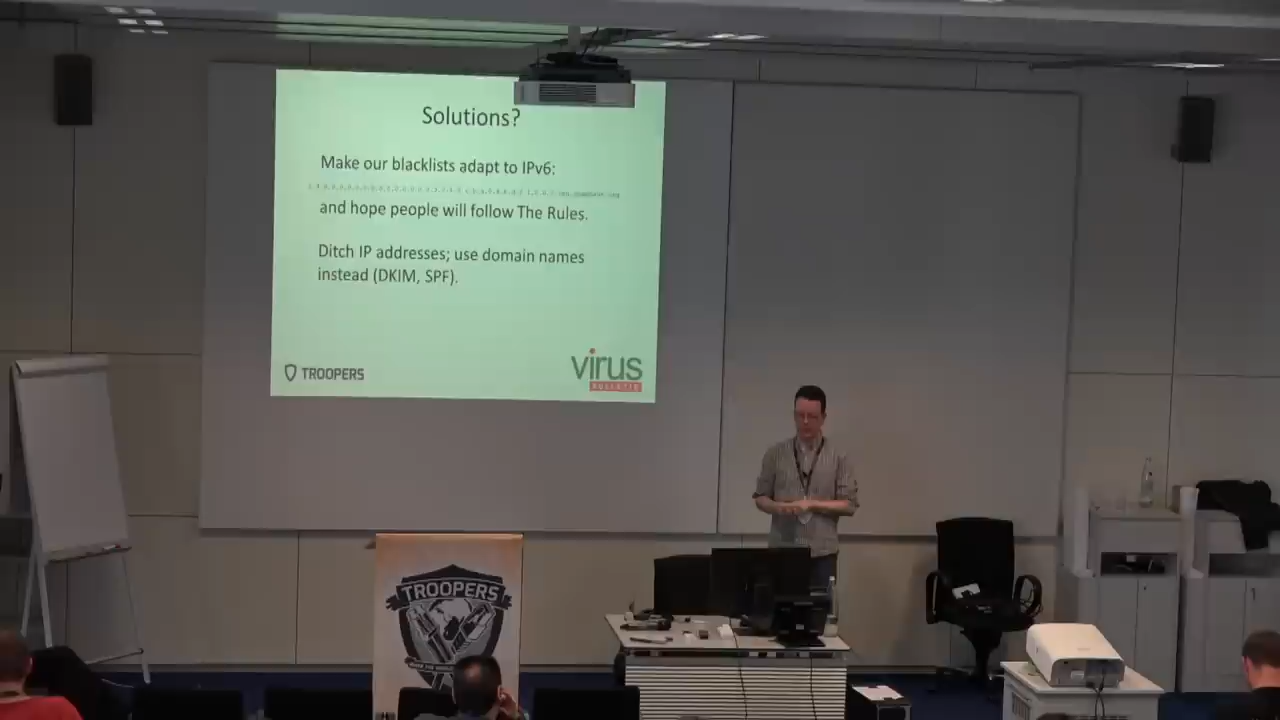 Solutions?
Make our blacklists adapt to IPv6:
and hope people will follow The Rules.
Ditch IP addresses; use domain names
instead (DKIM, SPF).
TROOPERS
virus
BULLETIN
TROOPERS